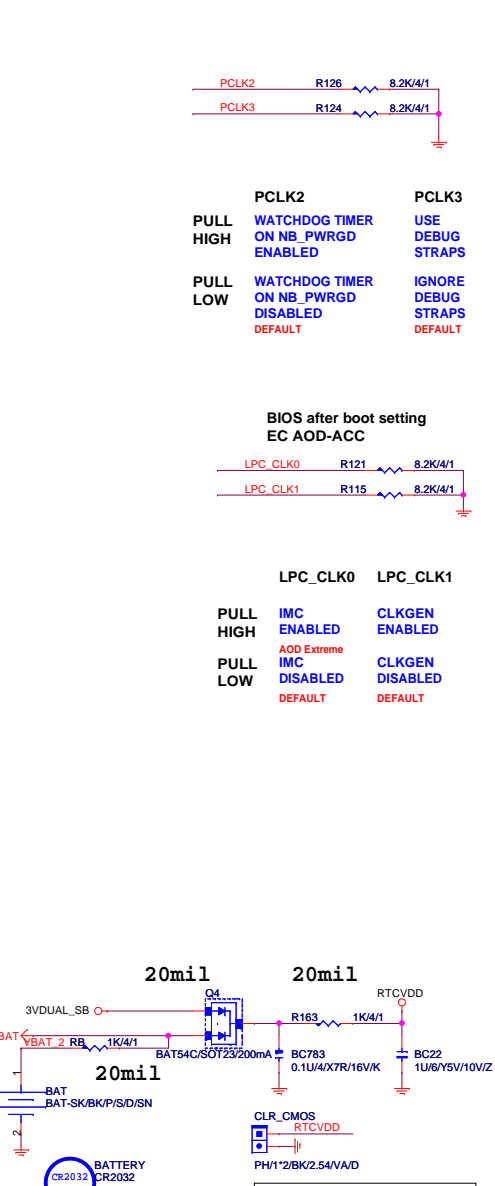 PCLK2 R126 8.2K/4/1
PCLK3 R124 8.2K/4/1
PCLK2 PCLK3
PULL WATCHDOG TIMER USE
HIGH ON NB_PWRGD DEBUG
ENABLED STRAPS
PULL WATCHDOG TIMER IGNORE
LOW ON NB_PWRGD DEBUG
DISABLED STRAPS
DEFAULT DEFAULT
BIOS after boot setting
EC AOD-ACC
LPC_CLK0 R121 8.2K/4/1
LPC_CLK1 R115 8.2K/4/1
LPC_CLK0 LPC_CLK1
PULL IMC CLKGEN
HIGH ENABLED ENABLED
AOD Extreme
PULL IMC CLKGEN
LOW DISABLED DISABLED
DEFAULT DEFAULT
20mil 20mil
Q4 RTCVDD
3VDUAL_SB R163 1K/4/1
BAT VBAT_2 RB 1K/4/1
BAT54C/SOT23/200mA BC783 BC22
0.1U/4/X7R/16V/K 1U/6/Y5V/10V/Z
20mil
1
BAT
BAT-SK/BK/P/S/D/SN
2
CLR_CMOS
RTCVDD
PH/1*2/BK/2.54/VA/D
BATTERY
CR2032 CR2032